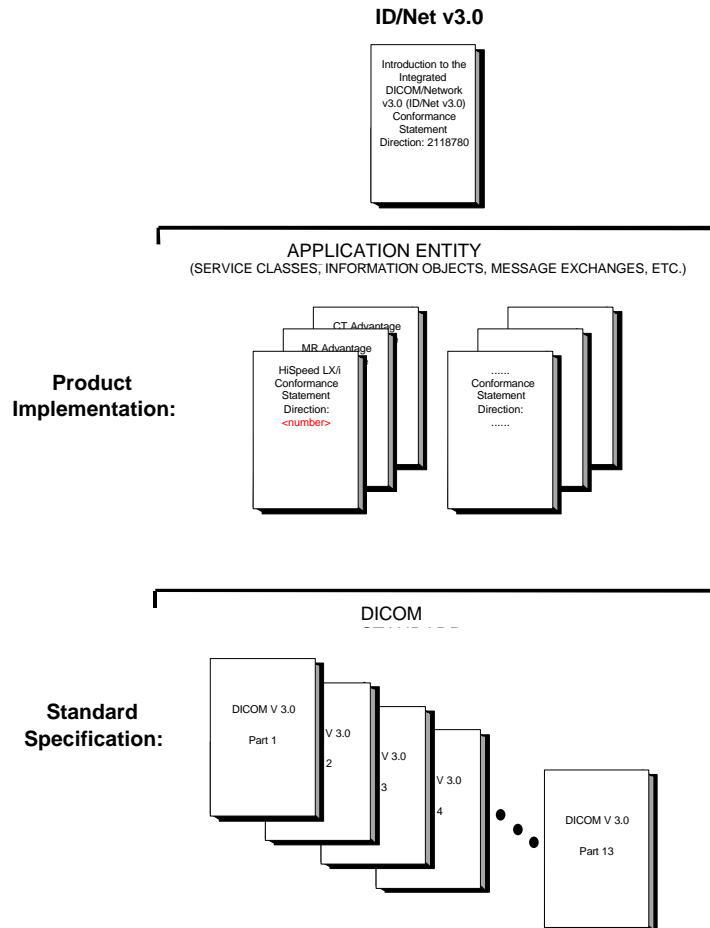 ID/Net v3.0
Introduction to the
Integrated
DICOM/Network
v3.0 (ID/Net v3.0)
Conformance
Statement
Direction: 2118780
APPLICATION ENTITY
(SERVICE CLASSES, INFORMATION OBJECTS, MESSAGE EXCHANGES, ETC.)
Product
Implementation:
CT Advantage
MR Advantage
HiSpeed LX/i
Conformance
Statement
Direction:
<number>
......
Conformance
Statement
Direction:
......
DICOM
Standard
Specification:
DICOM V 3.0
Part 1
V 3.0
2
V 3.0
3
V 3.0
4
DICOM V 3.0
Part 13